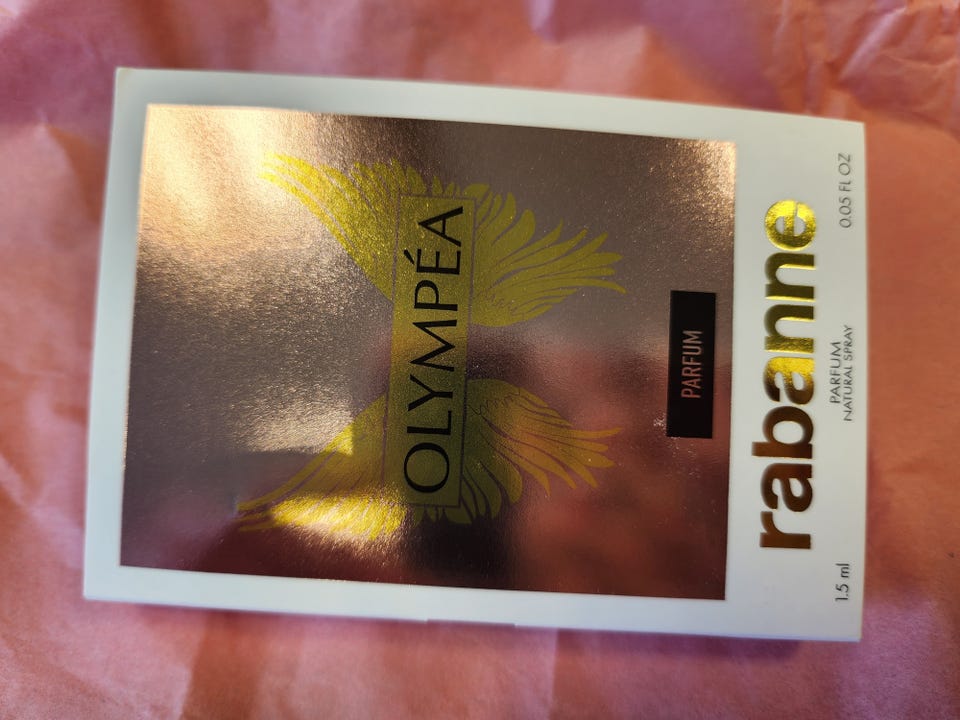 OLYMPÉA
PARFUM
rabanne
1.5 ml
PARFUM
NATURAL SPRAY
0.05 FL OZ